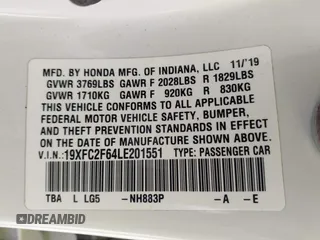 MFD. BY HONDA MFG. OF INDIANA, LLC 11/'19
GVWR 3769LBS GAWR F 2028LBS R 1829LBS
GVWR 1710KG GAWR F 920KG R 830KG
THIS VEHICLE CONFORMS TO ALL APPLICABLE
FEDERAL MOTOR VEHICLE SAFETY, BUMPER,
AND THEFT PREVENTION STANDARDS IN EFFECT
ON THE DATE OF MANUFACTURE SHOWN ABOVE.
V.I.N: 19XFC2F64LE201551 TYPE: PASSENGER CAR
TBA L LG5 -NH883P -A -E
DREAMBID